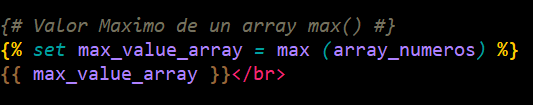 {# Valor Maximo de un array max() #}
{% set max_value_array = max (array_numeros) %}
{{ max_value_array }}</br>